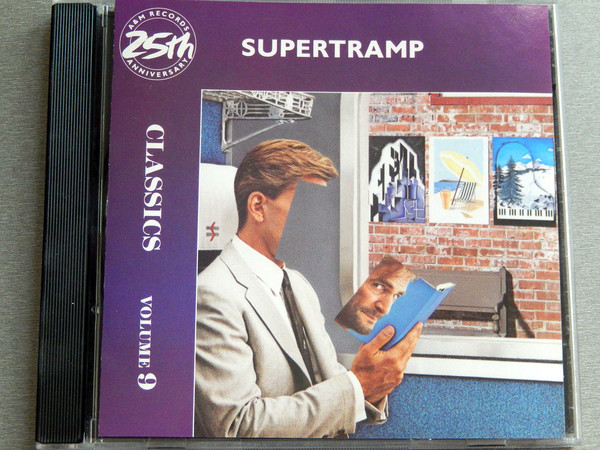 A&M RECORDS
25th
ANNIVERSARY
SUPERTRAMP
CLASSICS VOLUME 9